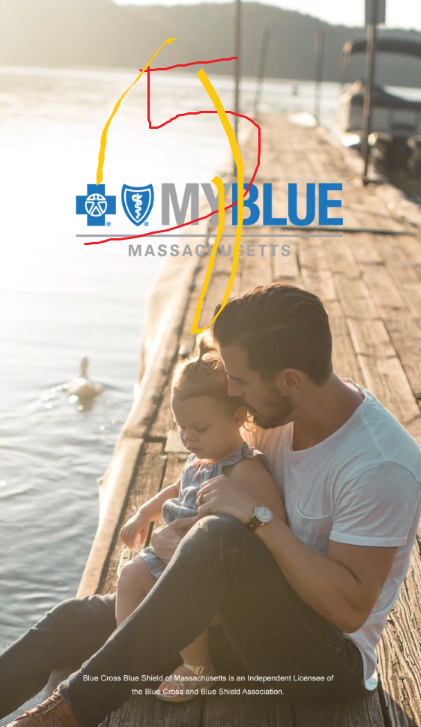 5
MYBLUE
MASSACHUSETTS
Blue Cross Blue Shield of Massachusetts is an Independent Licensee of
the Blue Cross and Blue Shield Association.